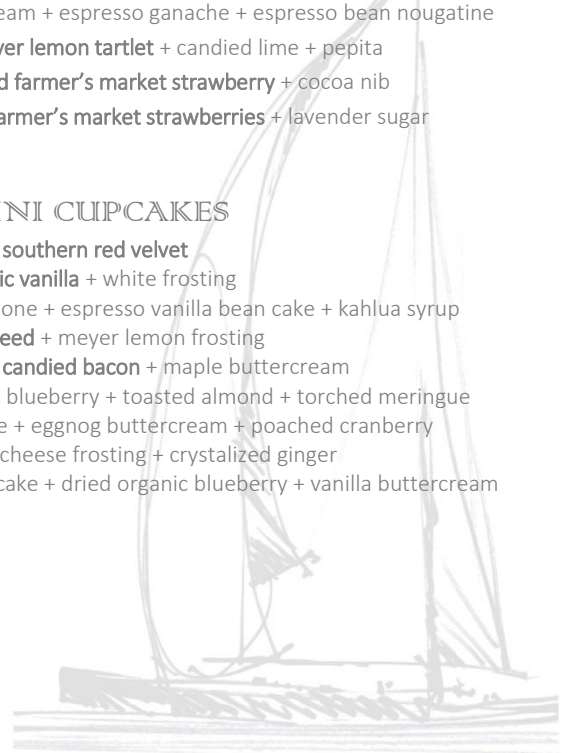 eam + espresso ganache + espresso bean nougatine
yer lemon tartlet + candied lime + pepita
d farmer’s market strawberry + cocoa nib
armer’s market strawberries + lavender sugar
INI CUPCAKES
southern red velvet
ic vanilla + white frosting
one + espresso vanilla bean cake + kahlua syrup
eed + meyer lemon frosting
candied bacon + maple buttercream
blueberry + toasted almond + torched meringue
e + eggnog buttercream + poached cranberry
cheese frosting + crystalized ginger
cake + dried organic blueberry + vanilla buttercream